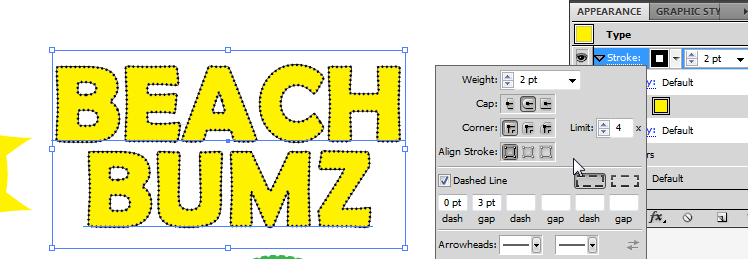 APPEARANCE GRAPHIC STY
Type
Stroke: 2 pt
Weight: 2 pt
y: Default
Cap:
Corner: Limit: 4 x
y: Default
Align Stroke:
rs
Dashed Line
Default
0 pt 3 pt
dash gap dash gap dash gap
fx
Arrowheads:
BEACH
BUMZ